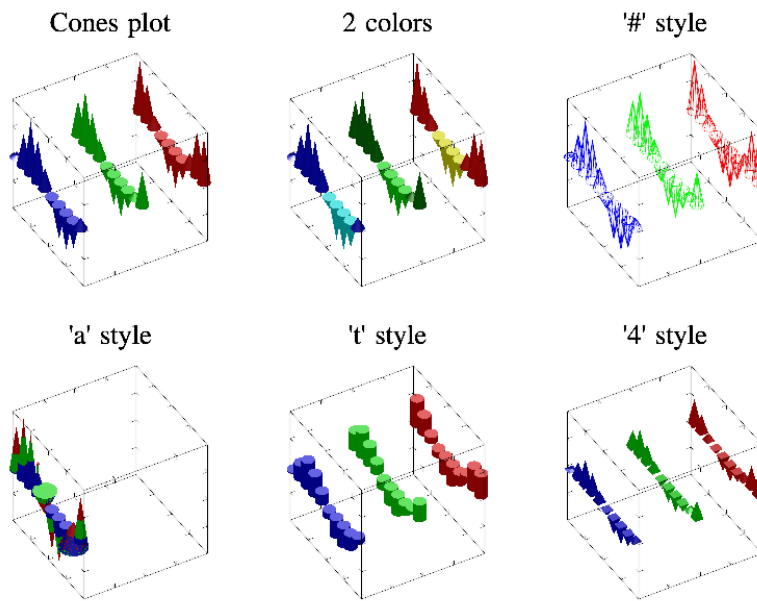 Cones plot
2 colors
'#' style
'a' style
't' style
'4' style